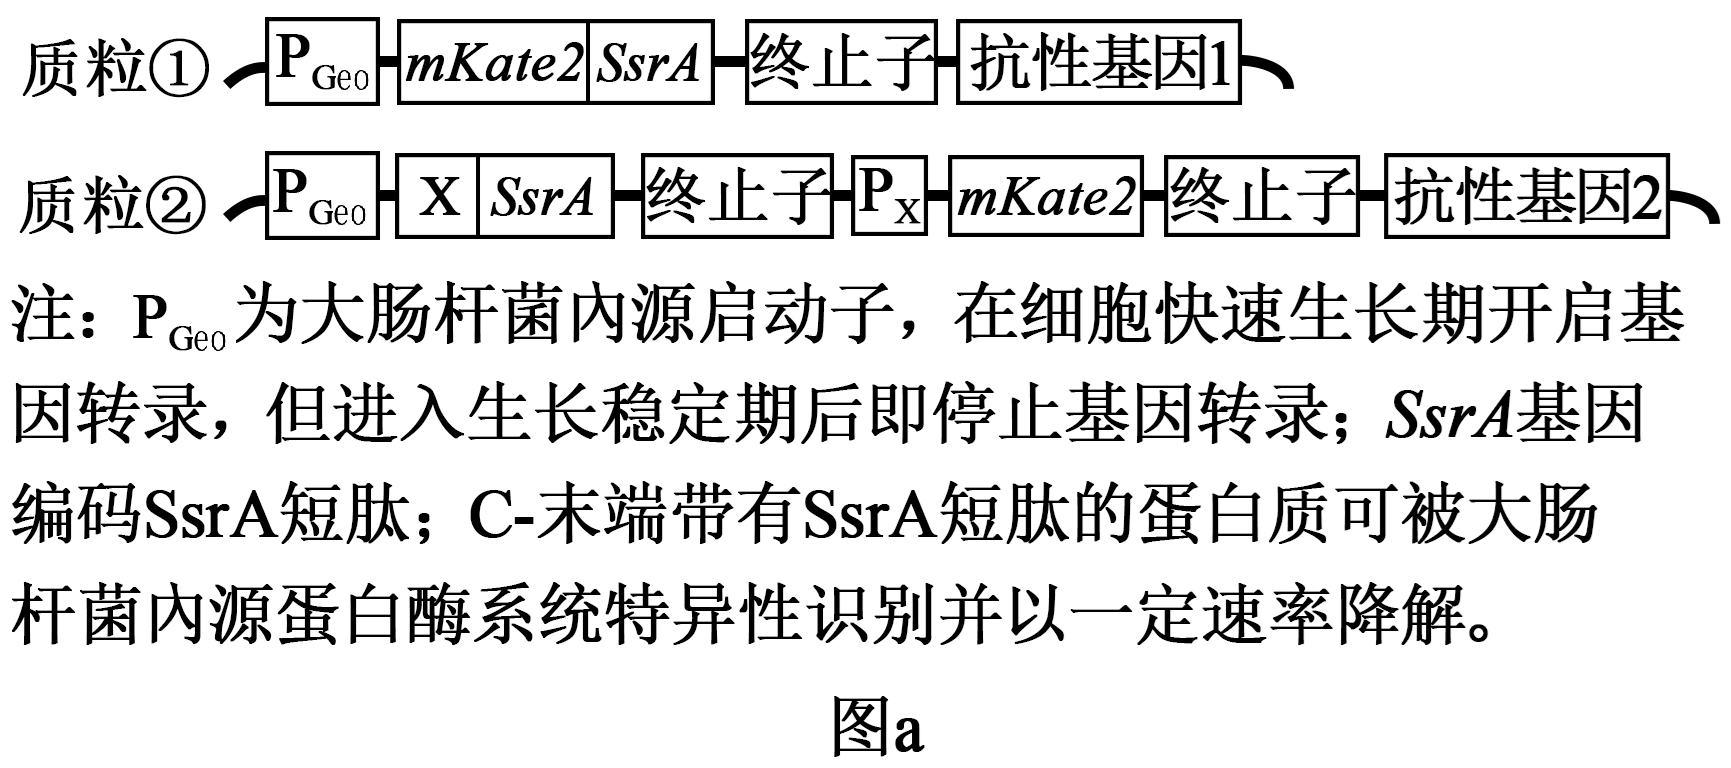 质粒① P_Geo mKate2 SsrA 终止子 抗性基因1
质粒② P_Geo X SsrA 终止子 P_X mKate2 终止子 抗性基因2
注：P_Geo为大肠杆菌内源启动子，在细胞快速生长期开启基
因转录，但进入生长稳定期后即停止基因转录；SsrA基因
编码SsrA短肽；C-末端带有SsrA短肽的蛋白质可被大肠
杆菌内源蛋白酶系统特异性识别并以一定速率降解。
图a